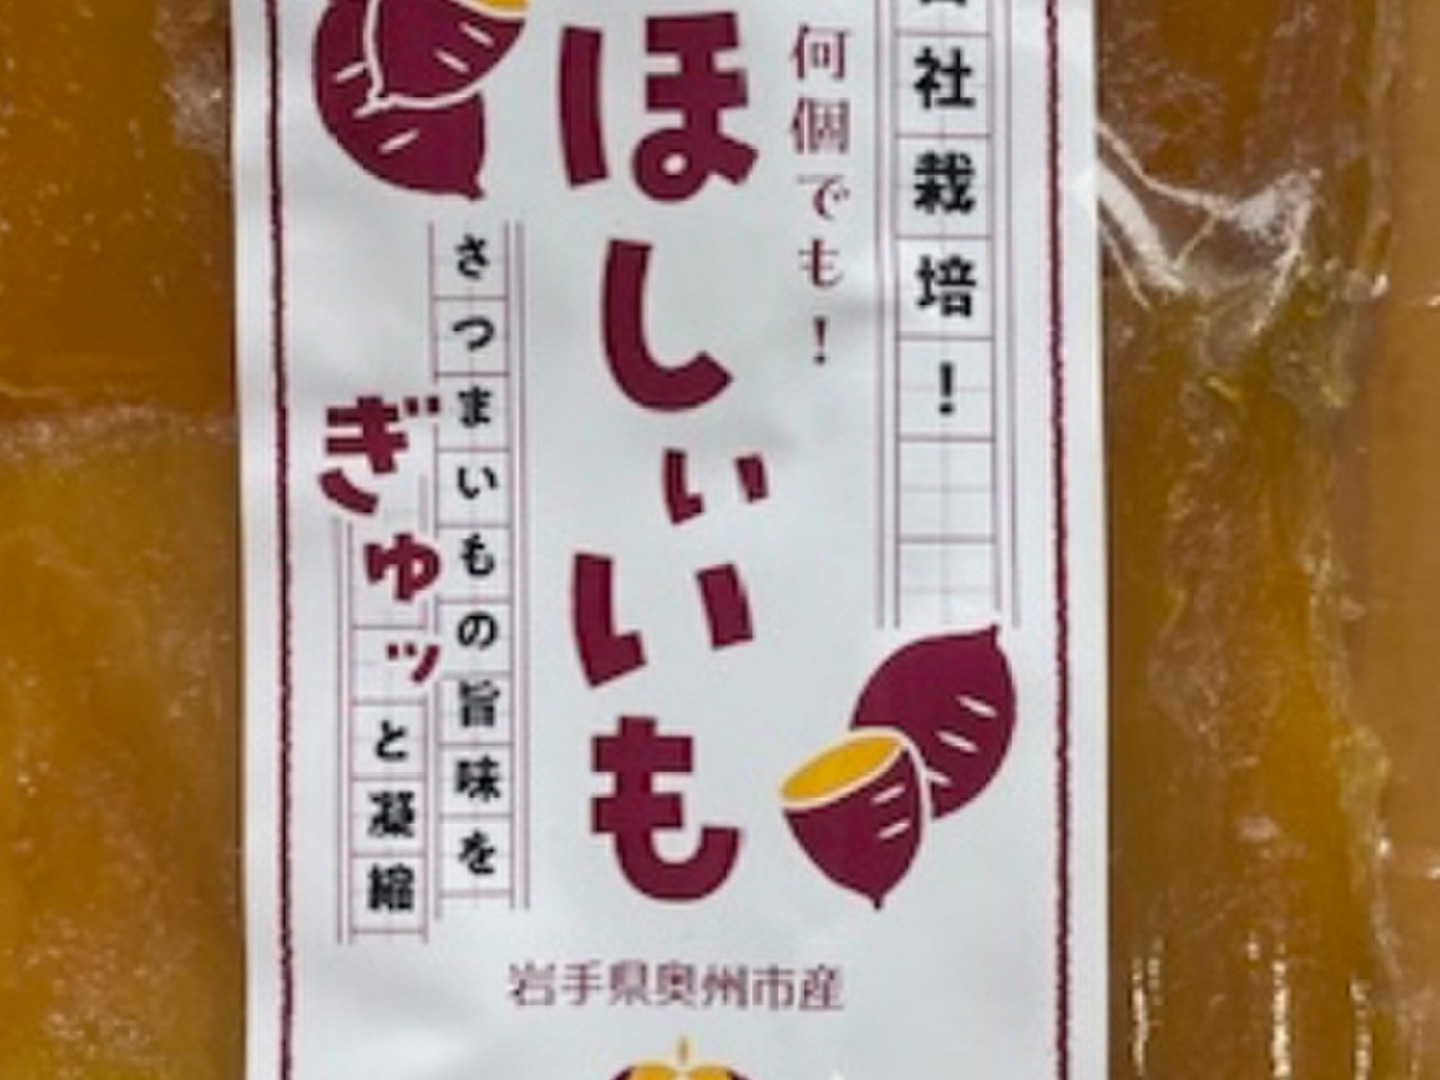 社栽培！
何個でも！
ほしぃいも
さつまいもの旨味を
ぎゅッと凝縮
岩手県奥州市産